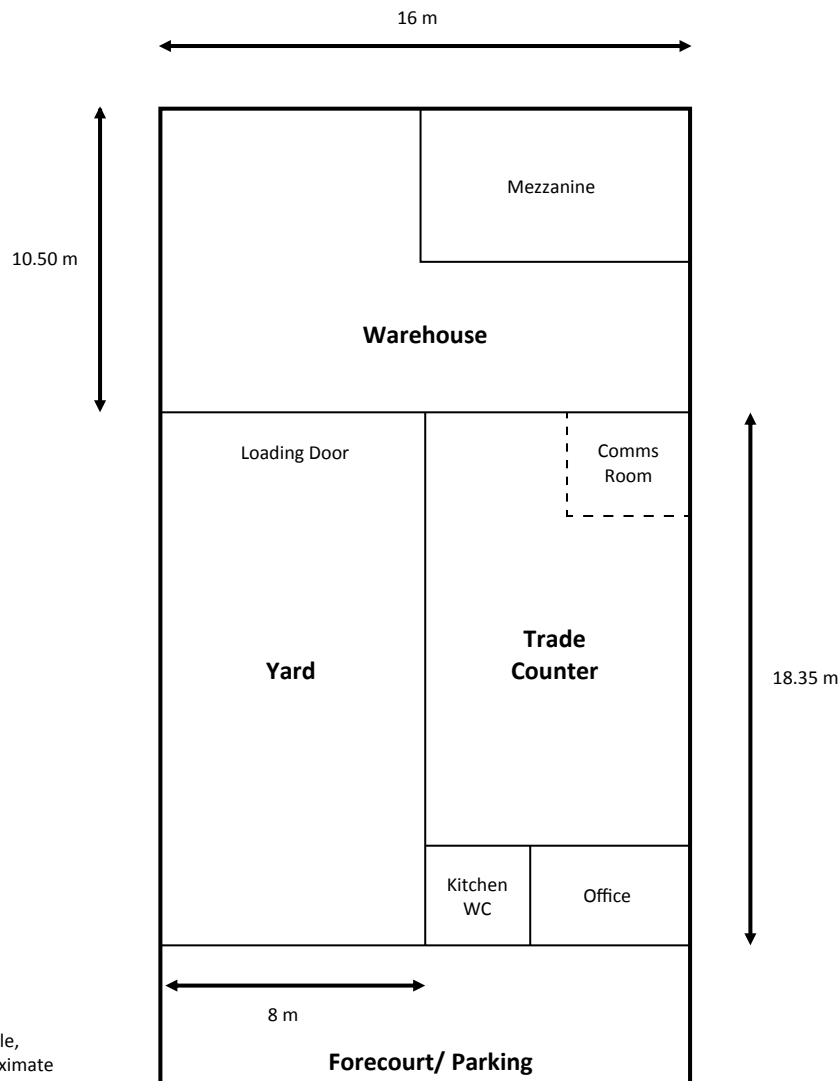 16 m
Mezzanine
10.50 m
Warehouse
Loading Door
Comms
Room
Trade
Counter
Yard
18.35 m
Kitchen
WC
Office
8 m
Forecourt/ Parking